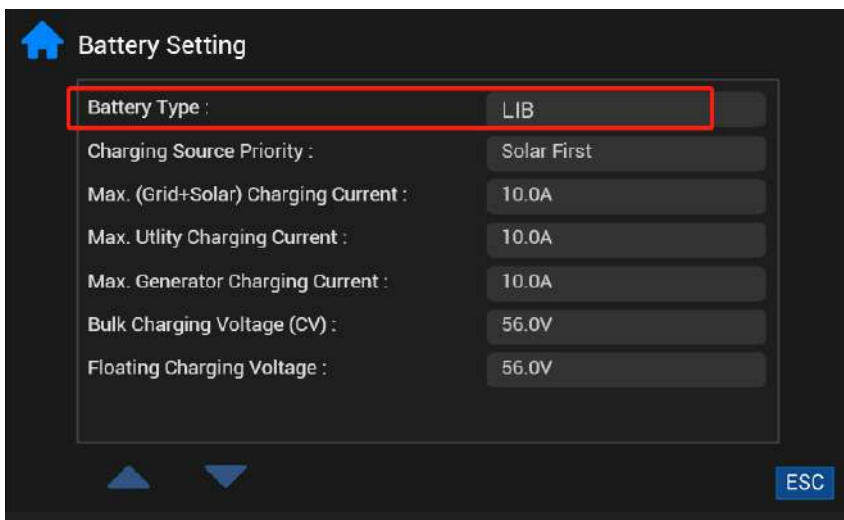 Battery Setting
Battery Type : LIB
Charging Source Priority : Solar First
Max. (Grid+Solar) Charging Current : 10.0A
Max. Utlity Charging Current : 10.0A
Max. Generator Charging Current : 10.0A
Bulk Charging Voltage (CV) : 56.0V
Floating Charging Voltage : 56.0V
ESC